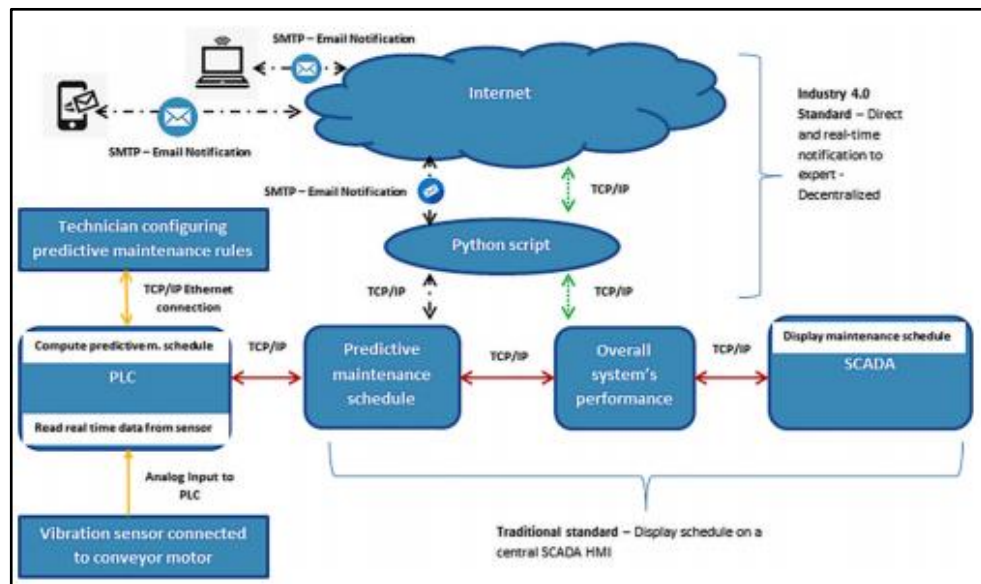 SMTP – Email Notification
Internet
SMTP – Email Notification
Industry 4.0
Standard – Direct
and real-time
notification to
expert -
Decentralized
SMTP – Email Notification
TCP/IP
Technician configuring
predictive maintenance rules
Python script
TCP/IP Ethernet
connection
TCP/IP
TCP/IP
Compute predictive m. schedule
PLC
Read real time data from sensor
TCP/IP
Predictive
maintenance
schedule
TCP/IP
Overall
system's
performance
TCP/IP
Display maintenance schedule
SCADA
Analog Input to
PLC
Vibration sensor connected
to conveyor motor
Traditional standard – Display schedule on a
central SCADA HMI